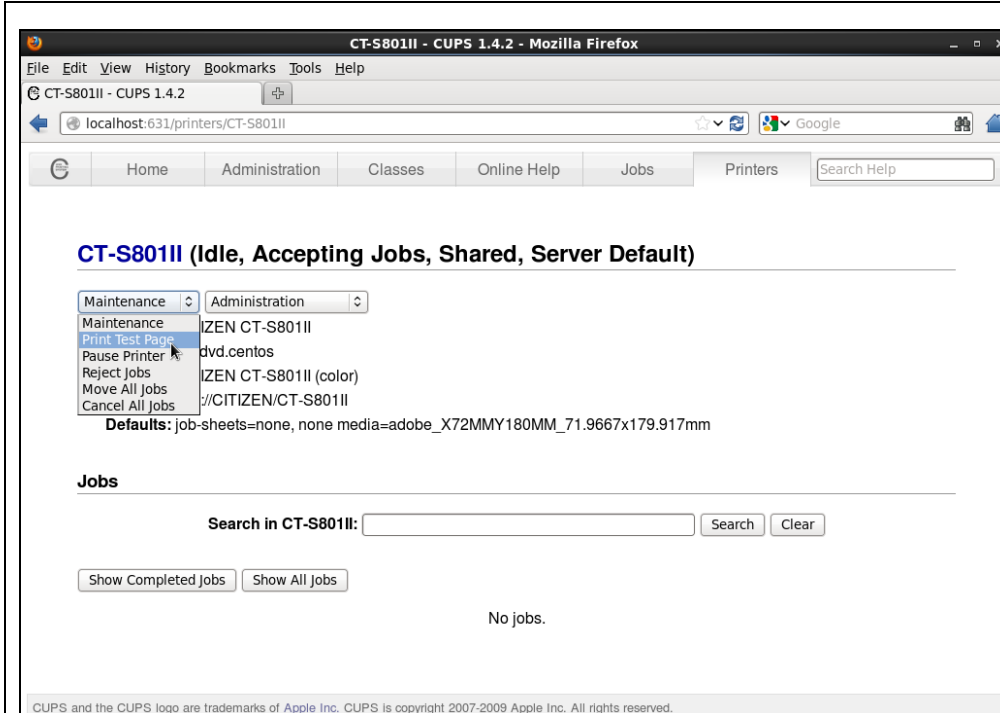 CT-S801II - CUPS 1.4.2 - Mozilla Firefox
File Edit View History Bookmarks Tools Help
CT-S801II - CUPS 1.4.2
localhost:631/printers/CT-S801II Google
Home Administration Classes Online Help Jobs Printers Search Help
CT-S801II (Idle, Accepting Jobs, Shared, Server Default)
Maintenance Administration
Maintenance IZEN CT-S801II
Print Test Page
Pause Printer dvd.centos
Reject Jobs IZEN CT-S801II (color)
Move All Jobs
Cancel All Jobs ://CITIZEN/CT-S801II
Defaults: job-sheets=none, none media=adobe_X72MMY180MM_71.9667x179.917mm
Jobs
Search in CT-S801II: Search Clear
Show Completed Jobs Show All Jobs
No jobs.
CUPS and the CUPS logo are trademarks of Apple Inc. CUPS is copyright 2007-2009 Apple Inc. All rights reserved.